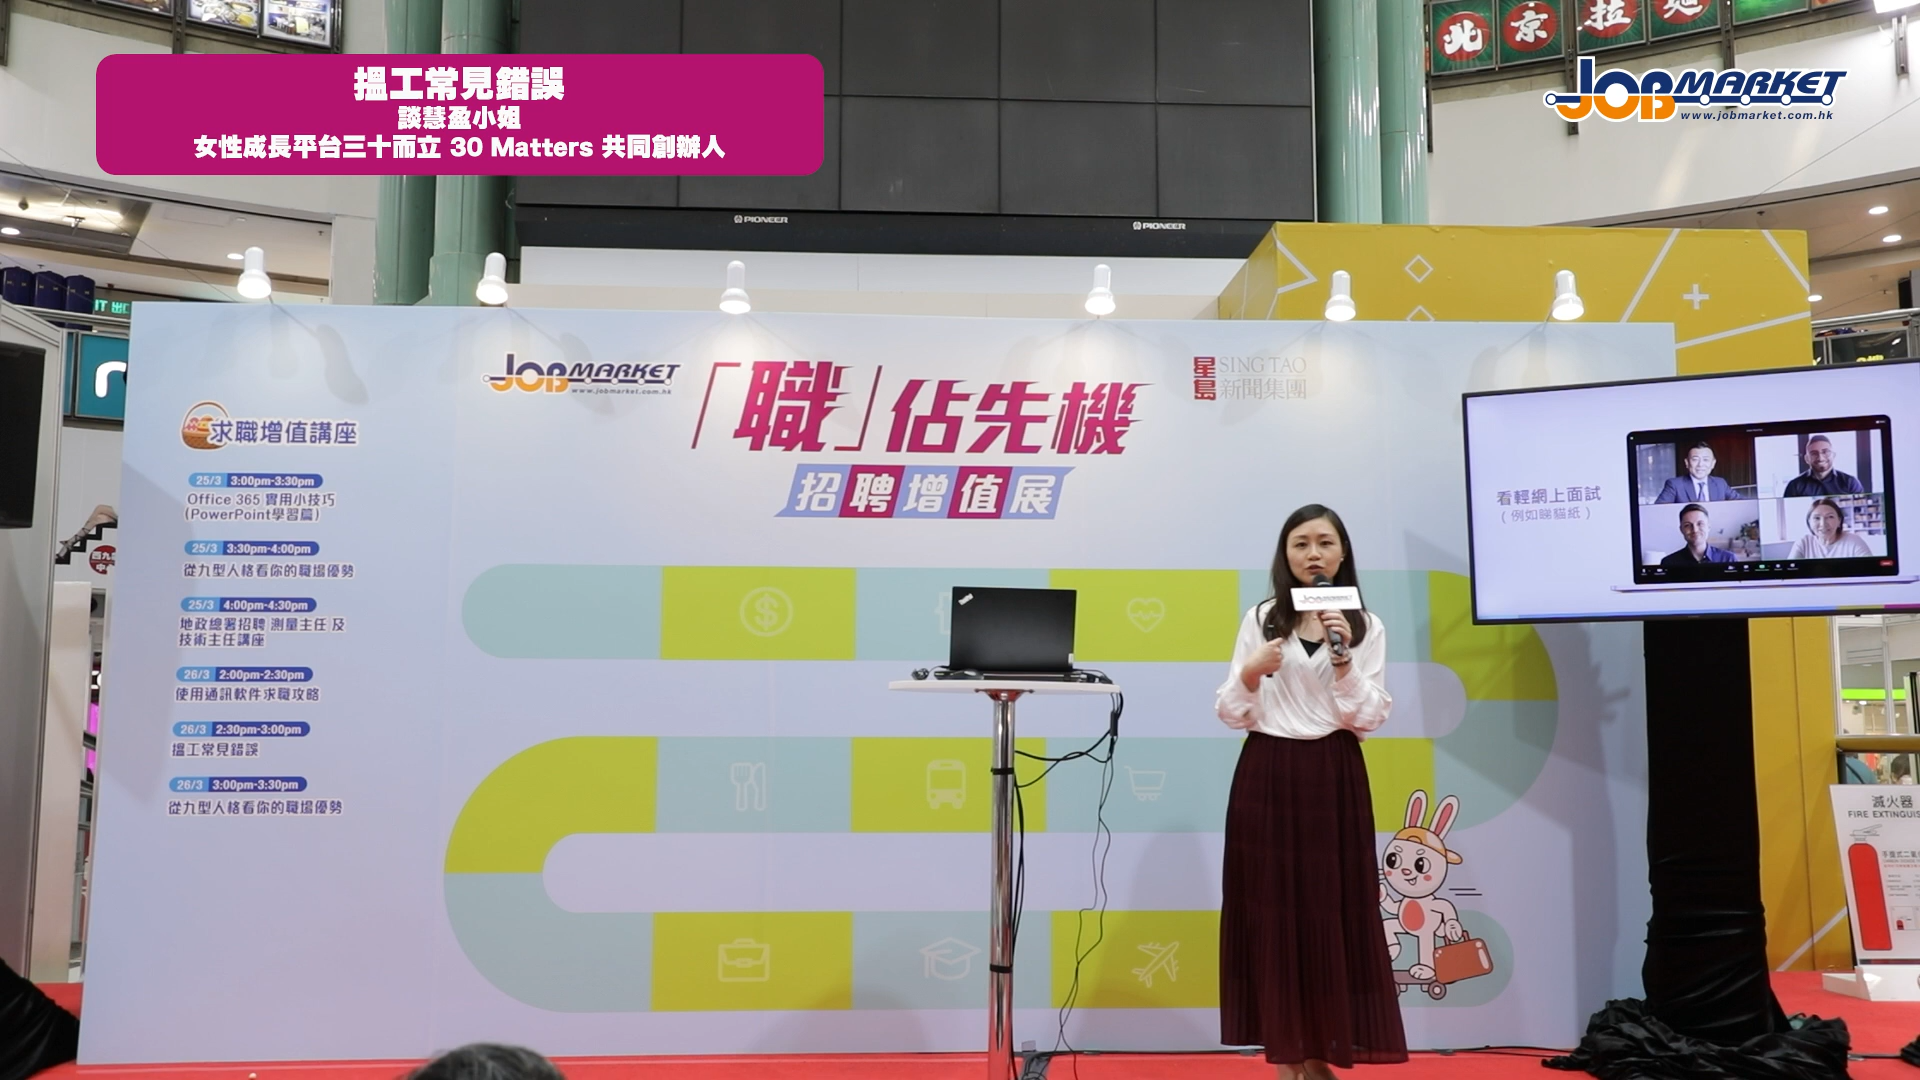 搵工常見錯誤
談慧盈小姐
女性成長平台三十而立 30 Matters 共同創辦人
JOBMARKET
www.jobmarket.com.hk
北京拉麵
PIONEER
PIONEER
JOBMARKET
www.jobmarket.com.hk
「職」佔先機
招聘增值展
星島
SING TAO
新聞集團
求職增值講座
25/3 3:00pm-3:30pm
Office 365 實用小技巧
(PowerPoint學習篇)
25/3 3:30pm-4:00pm
從九型人格看你的職場優勢
25/3 4:00pm-4:30pm
地政總署招聘 測量主任 及
技術主任講座
26/3 2:00pm-2:30pm
使用通訊軟件求職攻略
26/3 2:30pm-3:00pm
搵工常見錯誤
26/3 3:00pm-3:30pm
從九型人格看你的職場優勢
看輕網上面試
(例如睇貓紙)
JOBMARKET
滅火器
FIRE EXTINGUIS